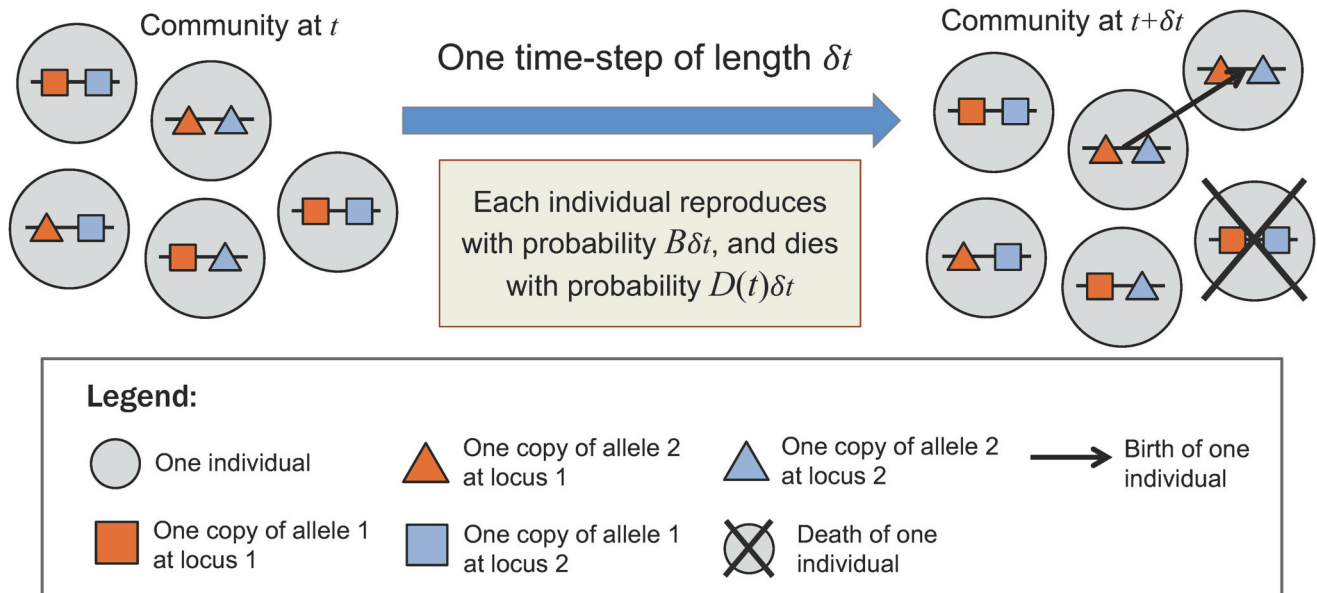 Community at t
One time-step of length δt
Community at t+δt
Each individual reproduces
with probability Bδt, and dies
with probability D(t)δt
Legend:
One individual
One copy of allele 2
at locus 1
One copy of allele 2
at locus 2
Birth of one
individual
One copy of allele 1
at locus 1
One copy of allele 1
at locus 2
Death of one
individual